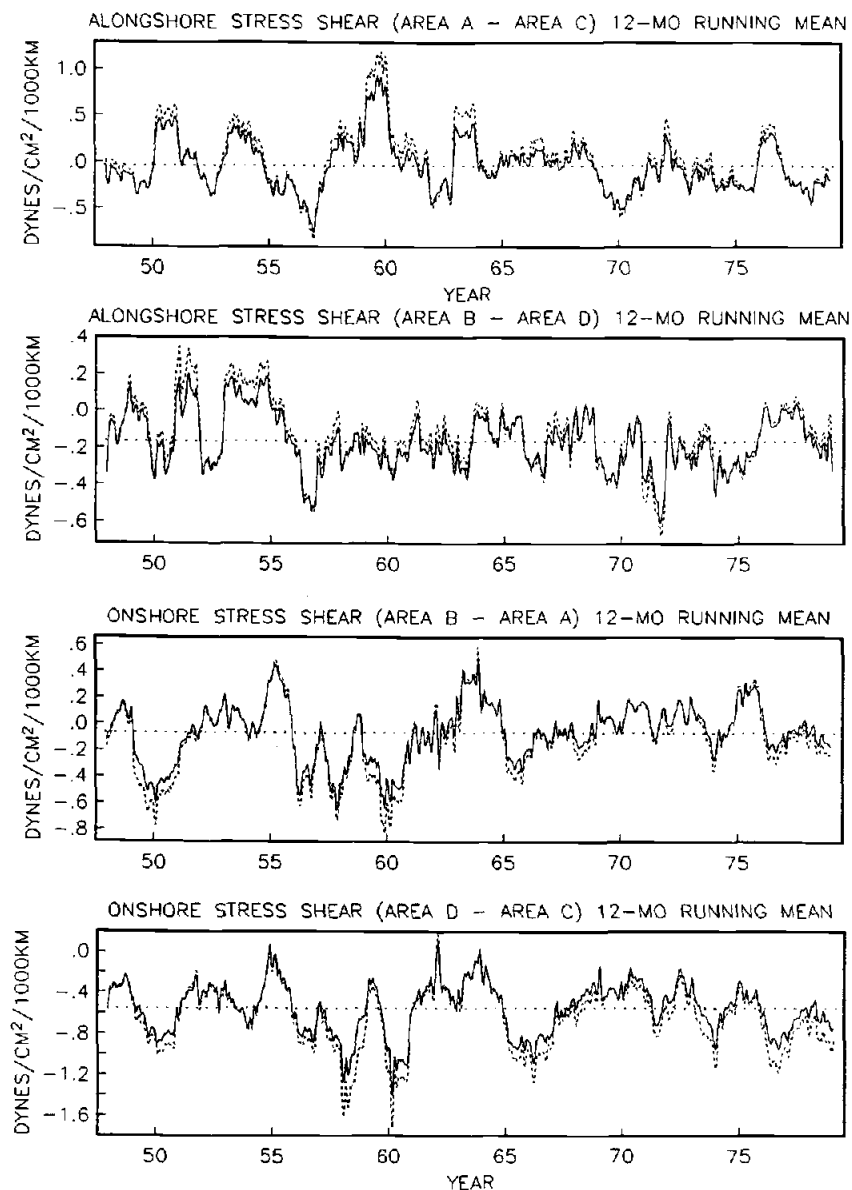 ALONGSHORE STRESS SHEAR (AREA A – AREA C) 12–MO RUNNING MEAN
DYNES/CM²/1000KM
1.0
.5
.0
–.5
50 55 60 65 70 75
YEAR
ALONGSHORE STRESS SHEAR (AREA B – AREA D) 12–MO RUNNING MEAN
DYNES/CM²/1000KM
.4
.2
.0
–.2
–.4
–.6
50 55 60 65 70 75
ONSHORE STRESS SHEAR (AREA B – AREA A) 12–MO RUNNING MEAN
DYNES/CM²/1000KM
.6
.4
.2
.0
–.2
–.4
–.6
–.8
50 55 60 65 70 75
ONSHORE STRESS SHEAR (AREA D – AREA C) 12–MO RUNNING MEAN
DYNES/CM²/1000KM
.0
–.4
–.8
–1.2
–1.6
50 55 60 65 70 75
YEAR